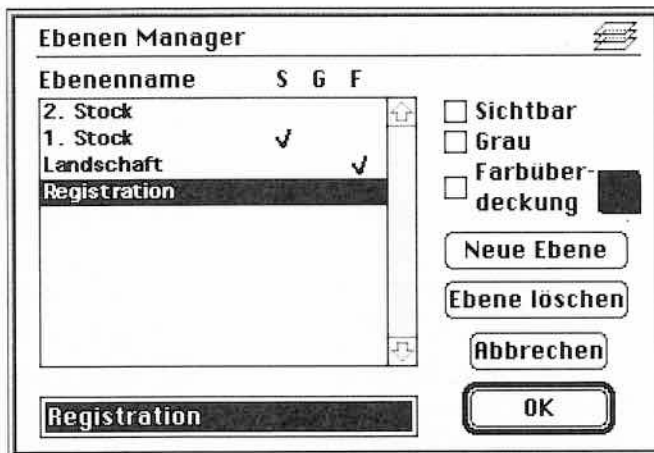 Ebenen Manager
Ebenenname S G F
2. Stock
1. Stock √
Landschaft √
Registration
Sichtbar
Grau
Farbüber-
deckung
Neue Ebene
Ebene löschen
Abbrechen
OK
Registration